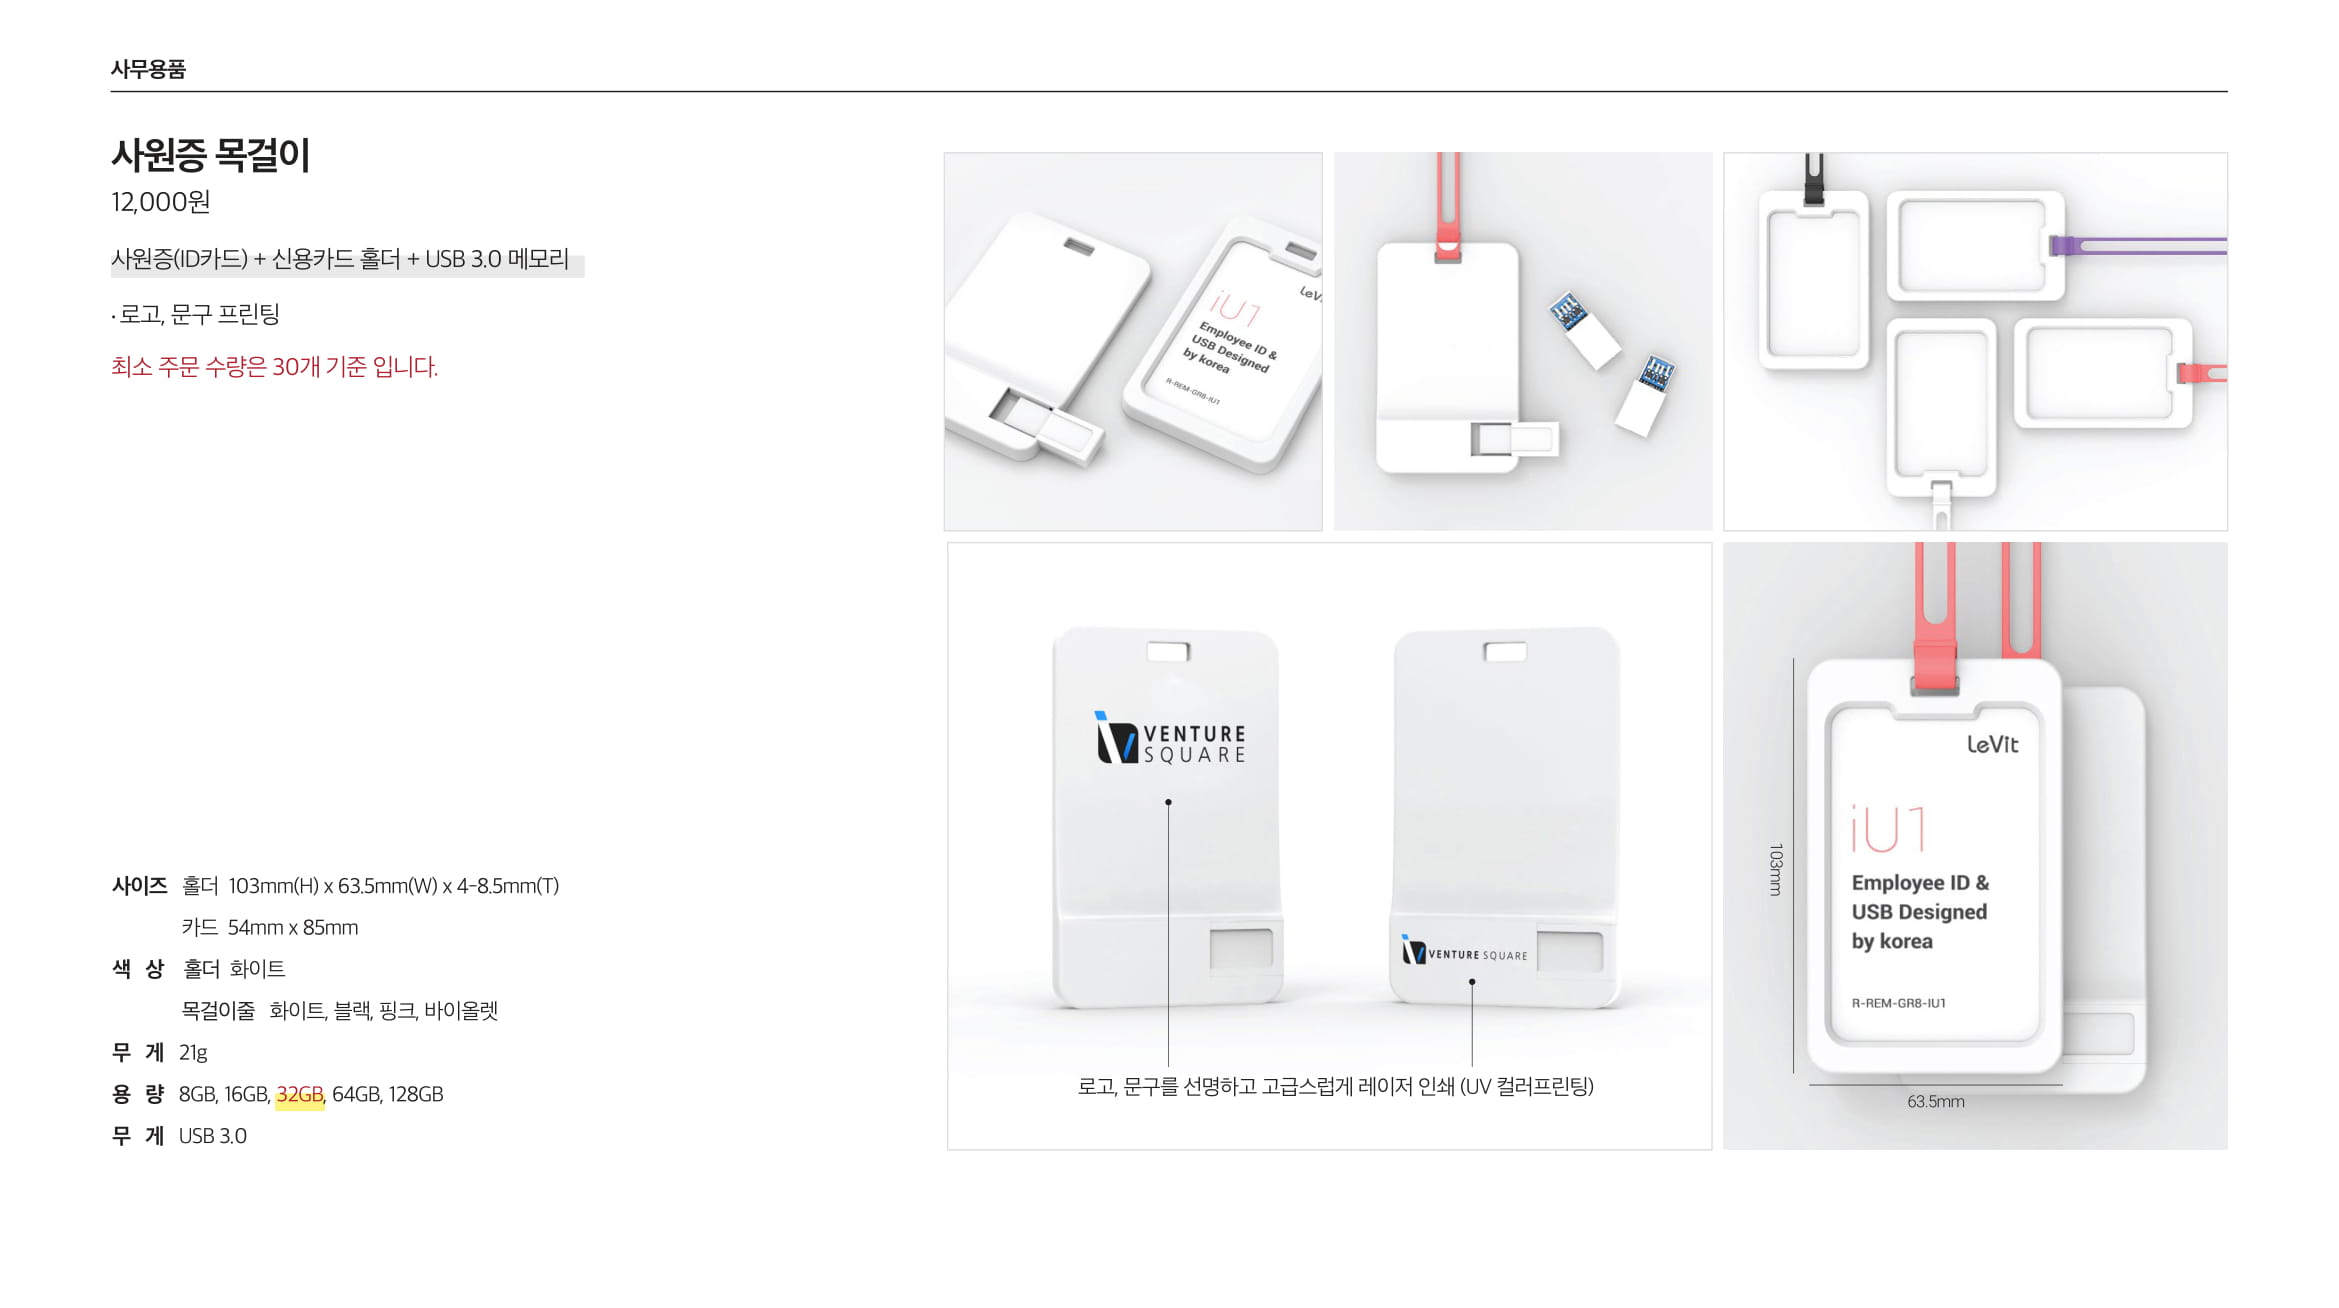 사무용품
사원증 목걸이
12,000원
사원증(ID카드) + 신용카드 홀더 + USB 3.0 메모리
· 로고, 문구 프린팅
최소 주문 수량은 30개 기준 입니다.
사이즈 홀더 103mm(H) x 63.5mm(W) x 4-8.5mm(T)
카드 54mm x 85mm
색 상 홀더 화이트
목걸이줄 화이트, 블랙, 핑크, 바이올렛
무 게 21g
용 량 8GB, 16GB, 32GB, 64GB, 128GB
무 게 USB 3.0
LeVi
iU1
Employee ID &
USB Designed
by korea
R-REM-GR8-IU1
VENTURE
SQUARE
VENTURE SQUARE
로고, 문구를 선명하고 고급스럽게 레이저 인쇄 (UV 컬러프린팅)
LeVit
iU1
Employee ID &
USB Designed
by korea
R-REM-GR8-IU1
103mm
63.5mm